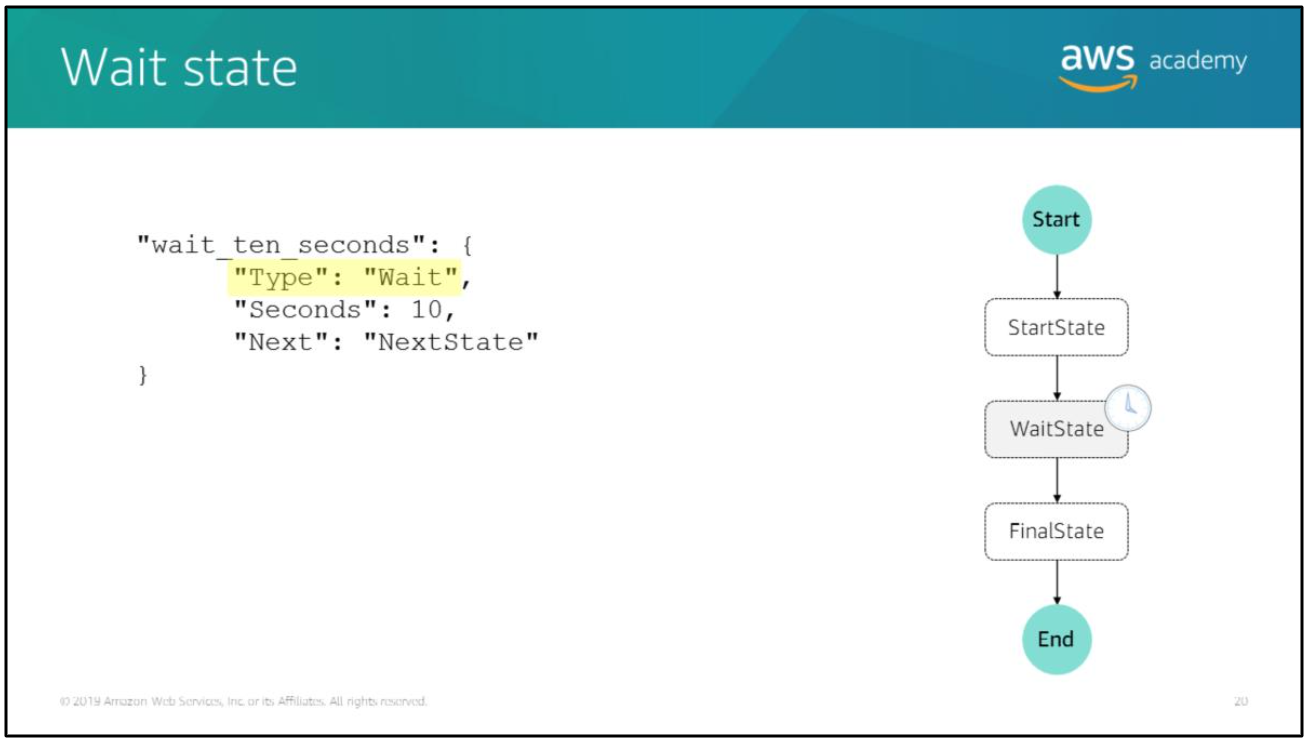 Wait state
aws academy
"wait_ten_seconds": {
"Type": "Wait",
"Seconds": 10,
"Next": "NextState"
}
Start
StartState
WaitState
FinalState
End
© 2019 Amazon Web Services, Inc. or its Affiliates. All rights reserved.
20